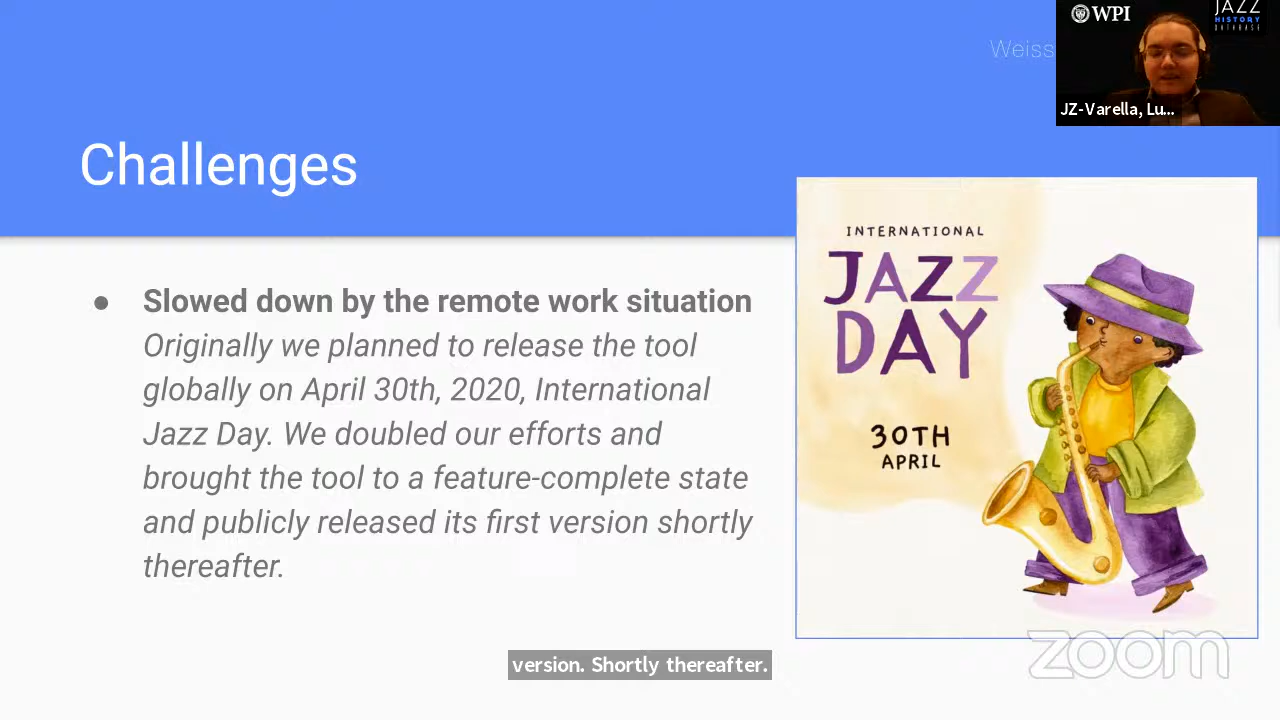 WPI
JAZZ
HISTORY
DATABASE
Weiss
JZ-Varella, Lu...
Challenges
● Slowed down by the remote work situation
Originally we planned to release the tool
globally on April 30th, 2020, International
Jazz Day. We doubled our efforts and
brought the tool to a feature-complete state
and publicly released its first version shortly
thereafter.
INTERNATIONAL
JAZZ
DAY
30TH
APRIL
version. Shortly thereafter.
zoom